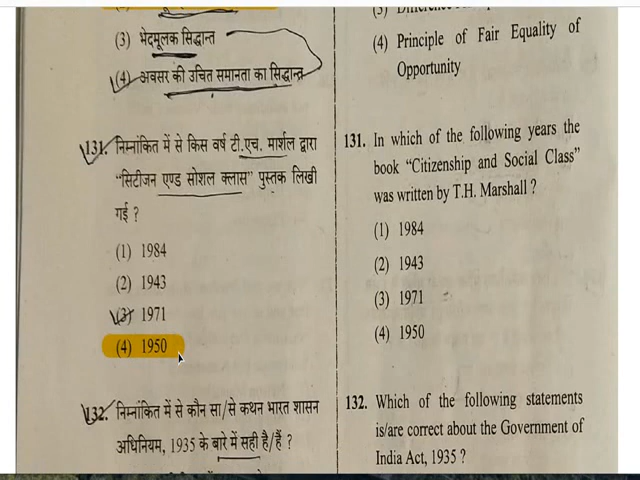 (3) भेदमूलक सिद्धान्त
(4) अवसर की उचित समानता का सिद्धान्त
131. निम्नांकित में से किस वर्ष टी.एच. मार्शल द्वारा
"सिटीजन एण्ड सोशल क्लास" पुस्तक लिखी
गई ?
(1) 1984
(2) 1943
(3) 1971
(4) 1950
132. निम्नांकित में से कौन सा/से कथन भारत शासन
अधिनियम, 1935 के बारे में सही है/हैं ?
(4) Principle of Fair Equality of
Opportunity
131. In which of the following years the
book "Citizenship and Social Class"
was written by T.H. Marshall ?
(1) 1984
(2) 1943
(3) 1971
(4) 1950
132. Which of the following statements
is/are correct about the Government of
India Act, 1935 ?